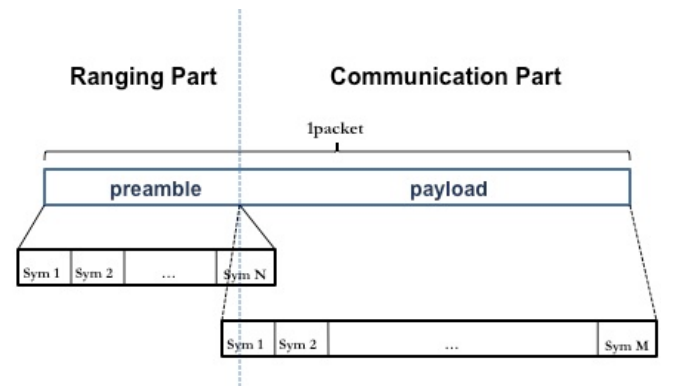 Ranging Part Communication Part
1packet
preamble payload
Sym 1 Sym 2 ... Sym N
Sym 1 Sym 2 ... Sym M